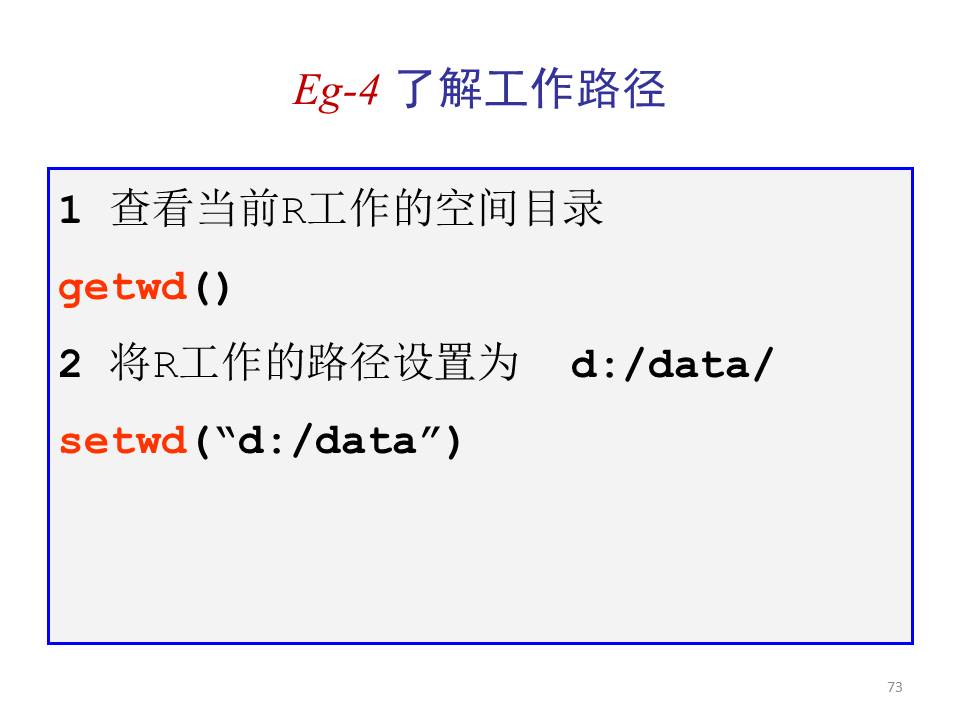 Eg-4 了解工作路径
1 查看当前R工作的空间目录
getwd()
2 将R工作的路径设置为 d:/data/
setwd(“d:/data”)
73